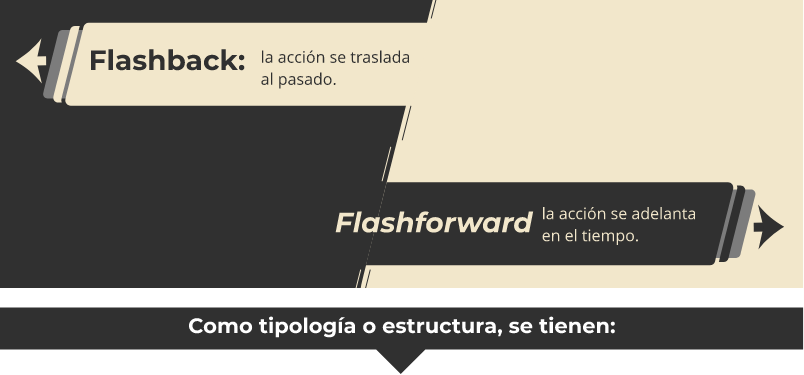 Flashback: la acción se traslada
al pasado.
Flashforward la acción se adelanta
en el tiempo.
Como tipología o estructura, se tienen: